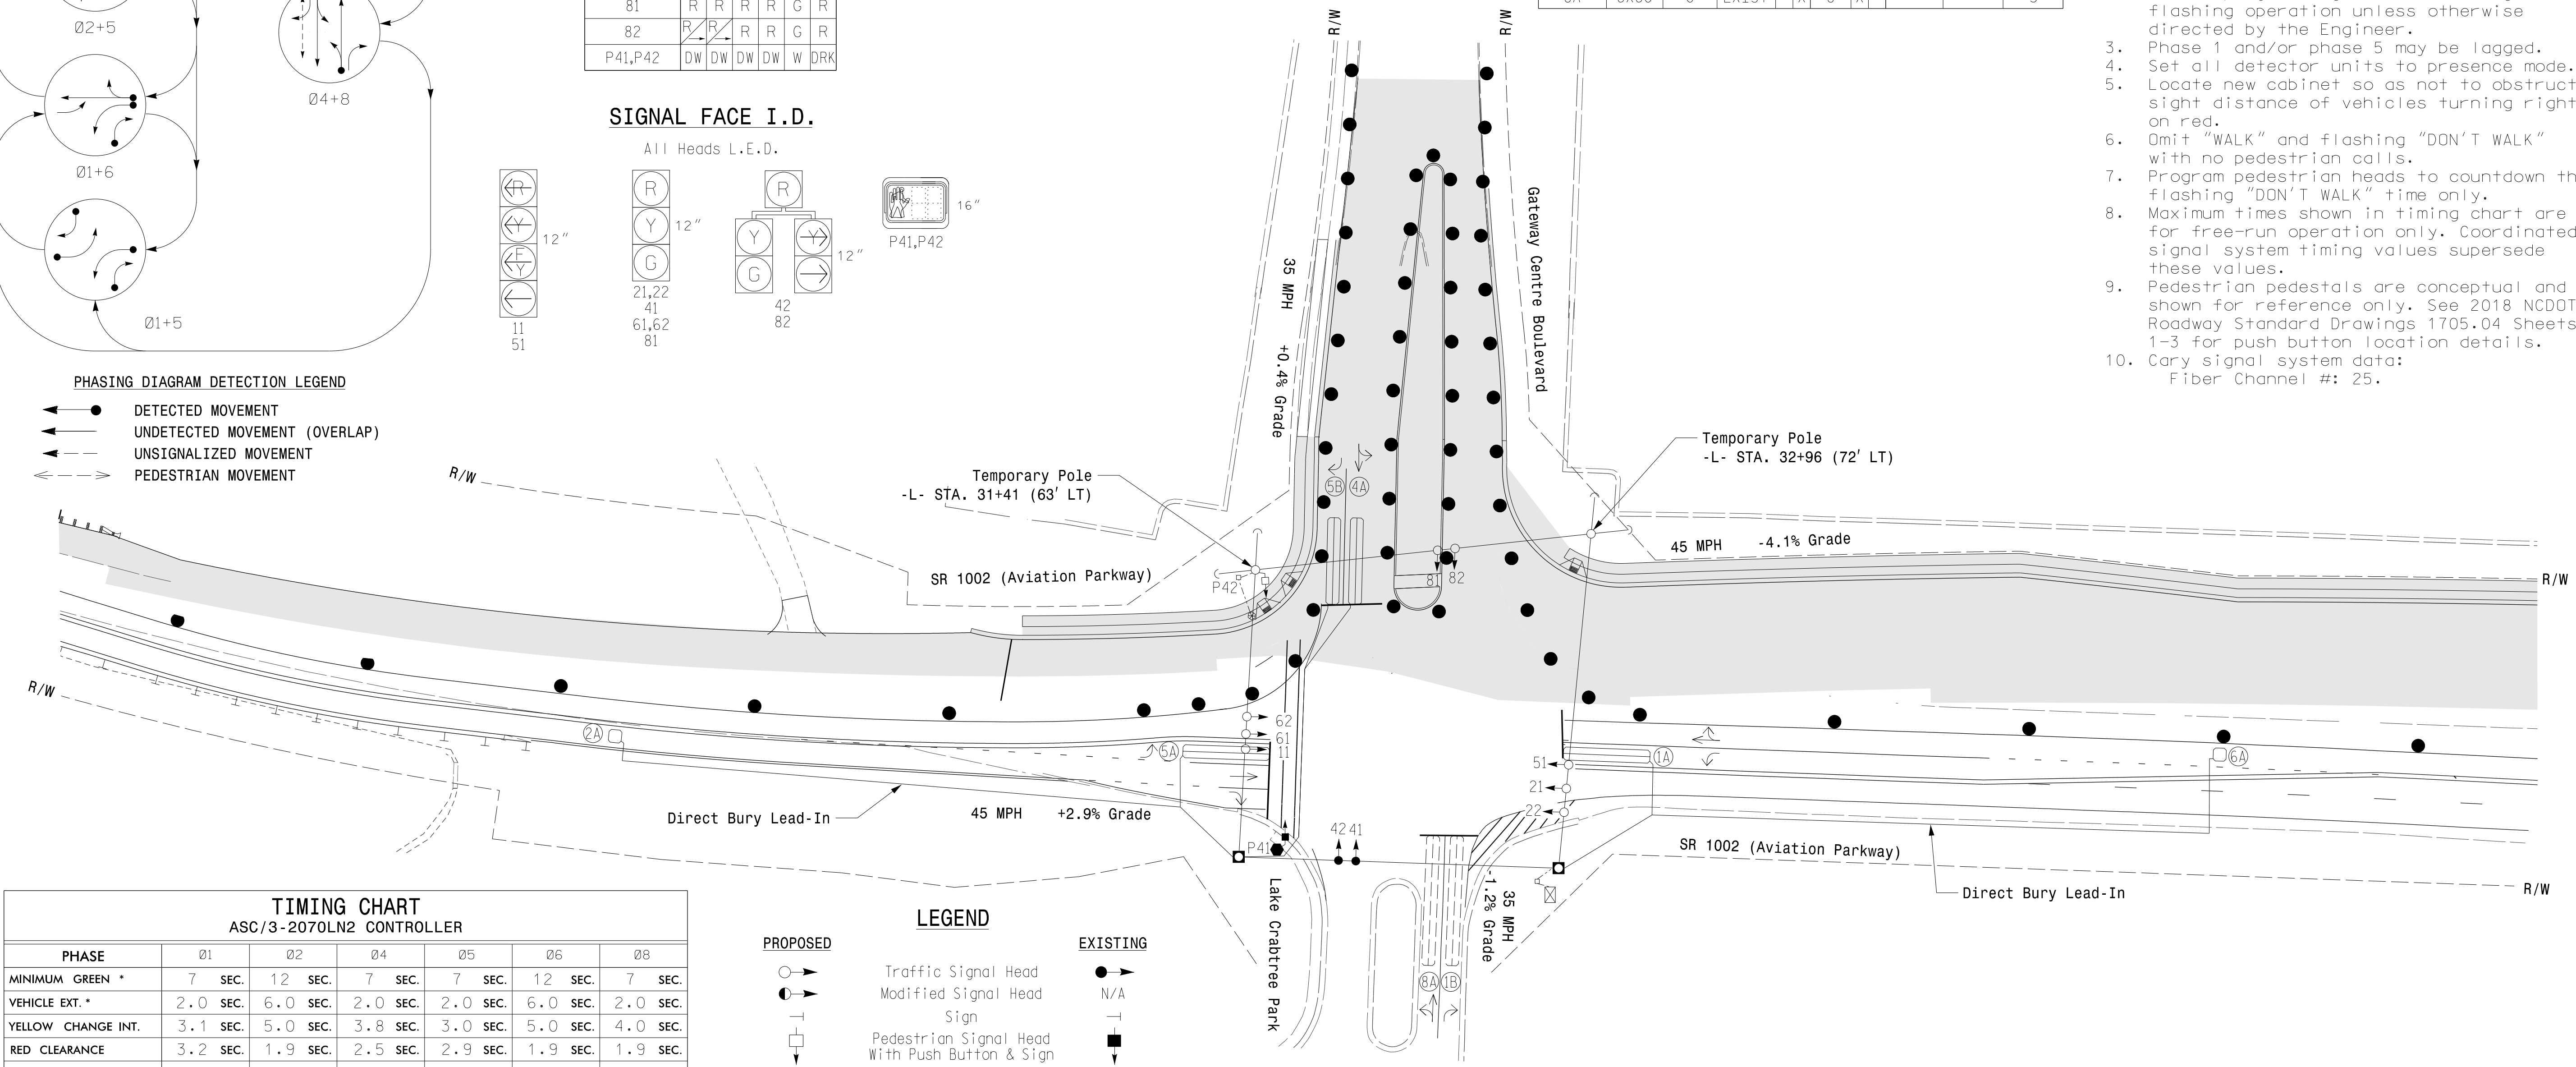 Ø2+5
Ø4+8
Ø1+6
Ø1+5
81 R R R R G R
82 R R R R G R
P41,P42 DW DW DW DW W DRK
SIGNAL FACE I.D.
All Heads L.E.D.
R
Y
F
Y
12"
11
51
R
Y
G
12"
21,22
41
61,62
81
R
Y Y
G
12"
42
82
16"
P41,P42
PHASING DIAGRAM DETECTION LEGEND
DETECTED MOVEMENT
UNDETECTED MOVEMENT (OVERLAP)
UNSIGNALIZED MOVEMENT
PEDESTRIAN MOVEMENT
flashing operation unless otherwise
directed by the Engineer.
3. Phase 1 and/or phase 5 may be lagged.
4. Set all detector units to presence mode.
5. Locate new cabinet so as not to obstruct
sight distance of vehicles turning right
on red.
6. Omit "WALK" and flashing "DON'T WALK"
with no pedestrian calls.
7. Program pedestrian heads to countdown th
flashing "DON'T WALK" time only.
8. Maximum times shown in timing chart are
for free-run operation only. Coordinated
signal system timing values supersede
these values.
9. Pedestrian pedestals are conceptual and
shown for reference only. See 2018 NCDOT
Roadway Standard Drawings 1705.04 Sheets
1-3 for push button location details.
10. Cary signal system data:
Fiber Channel #: 25.
R/W
R/W
35 MPH +0.4% Grade
Gateway Centre Boulevard
Temporary Pole
-L- STA. 31+41 (63' LT)
Temporary Pole
-L- STA. 32+96 (72' LT)
R/W
5B 4A
45 MPH -4.1% Grade
SR 1002 (Aviation Parkway)
P42
81 82
R/W
R/W
2A
5A
62
61
11
51
21
22
1A
6A
Direct Bury Lead-In
45 MPH +2.9% Grade
P41
42 41
SR 1002 (Aviation Parkway)
Direct Bury Lead-In
R/W
Lake Crabtree Park
35 MPH
-1.2% Grade
8A 1B
TIMING CHART
ASC/3-2070LN2 CONTROLLER
PHASE Ø1 Ø2 Ø4 Ø5 Ø6 Ø8
MINIMUM GREEN * 7 SEC. 12 SEC. 7 SEC. 7 SEC. 12 SEC. 7 SEC.
VEHICLE EXT. * 2.0 SEC. 6.0 SEC. 2.0 SEC. 2.0 SEC. 6.0 SEC. 2.0 SEC.
YELLOW CHANGE INT. 3.1 SEC. 5.0 SEC. 3.8 SEC. 3.0 SEC. 5.0 SEC. 4.0 SEC.
RED CLEARANCE 3.2 SEC. 1.9 SEC. 2.5 SEC. 2.9 SEC. 1.9 SEC. 1.9 SEC.
LEGEND
PROPOSED EXISTING
Traffic Signal Head
Modified Signal Head N/A
Sign
Pedestrian Signal Head
With Push Button & Sign